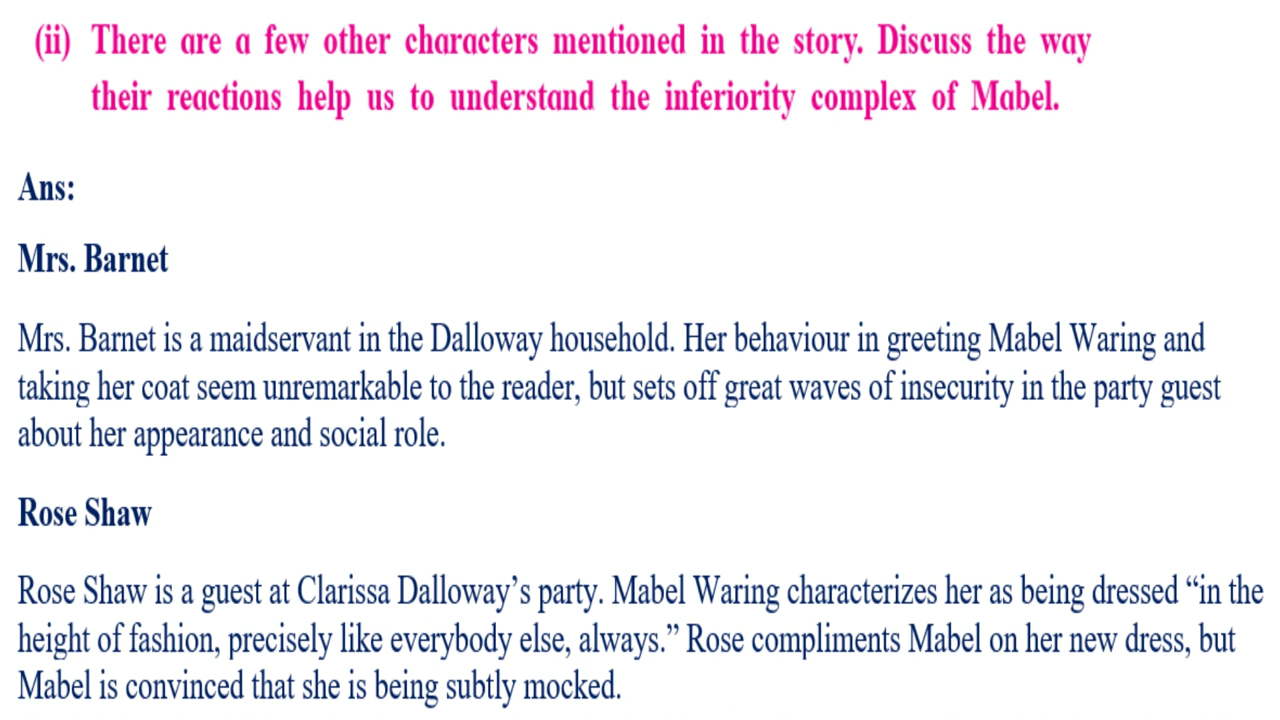 (ii) There are a few other characters mentioned in the story. Discuss the way
their reactions help us to understand the inferiority complex of Mabel.
Ans:
Mrs. Barnet
Mrs. Barnet is a maidservant in the Dalloway household. Her behaviour in greeting Mabel Waring and
taking her coat seem unremarkable to the reader, but sets off great waves of insecurity in the party guest
about her appearance and social role.
Rose Shaw
Rose Shaw is a guest at Clarissa Dalloway’s party. Mabel Waring characterizes her as being dressed “in the
height of fashion, precisely like everybody else, always.” Rose compliments Mabel on her new dress, but
Mabel is convinced that she is being subtly mocked.